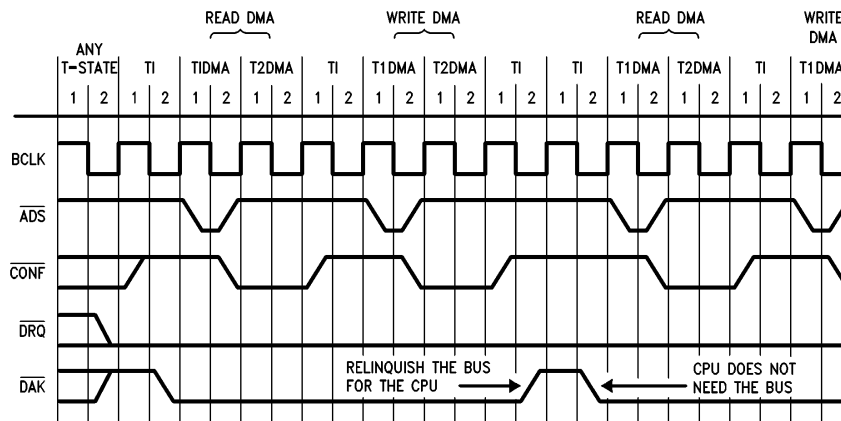 READ DMA WRITE DMA READ DMA WRITE
DMA
ANY
T-STATE TI TIDMA T2DMA TI T1DMA T2DMA TI TI T1DMA T2DMA TI T1DMA
1 2 1 2 1 2 1 2 1 2 1 2 1 2 1 2 1 2 1 2 1 2 1 2 1 2
BCLK
ADS
CONF
DRQ
RELINQUISH THE BUS
FOR THE CPU
CPU DOES NOT
NEED THE BUS
DAK